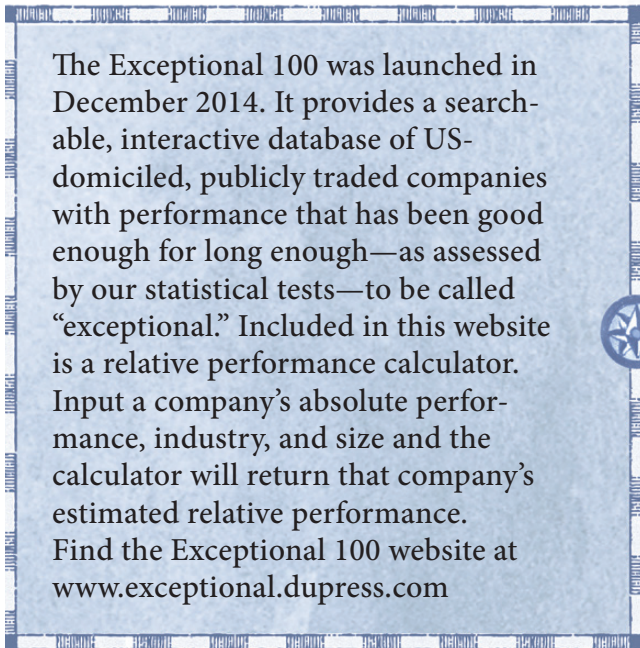 The Exceptional 100 was launched in
December 2014. It provides a search-
able, interactive database of US-
domiciled, publicly traded companies
with performance that has been good
enough for long enough—as assessed
by our statistical tests—to be called
“exceptional.” Included in this website
is a relative performance calculator.
Input a company’s absolute perfor-
mance, industry, and size and the
calculator will return that company’s
estimated relative performance.
Find the Exceptional 100 website at
www.exceptional.dupress.com